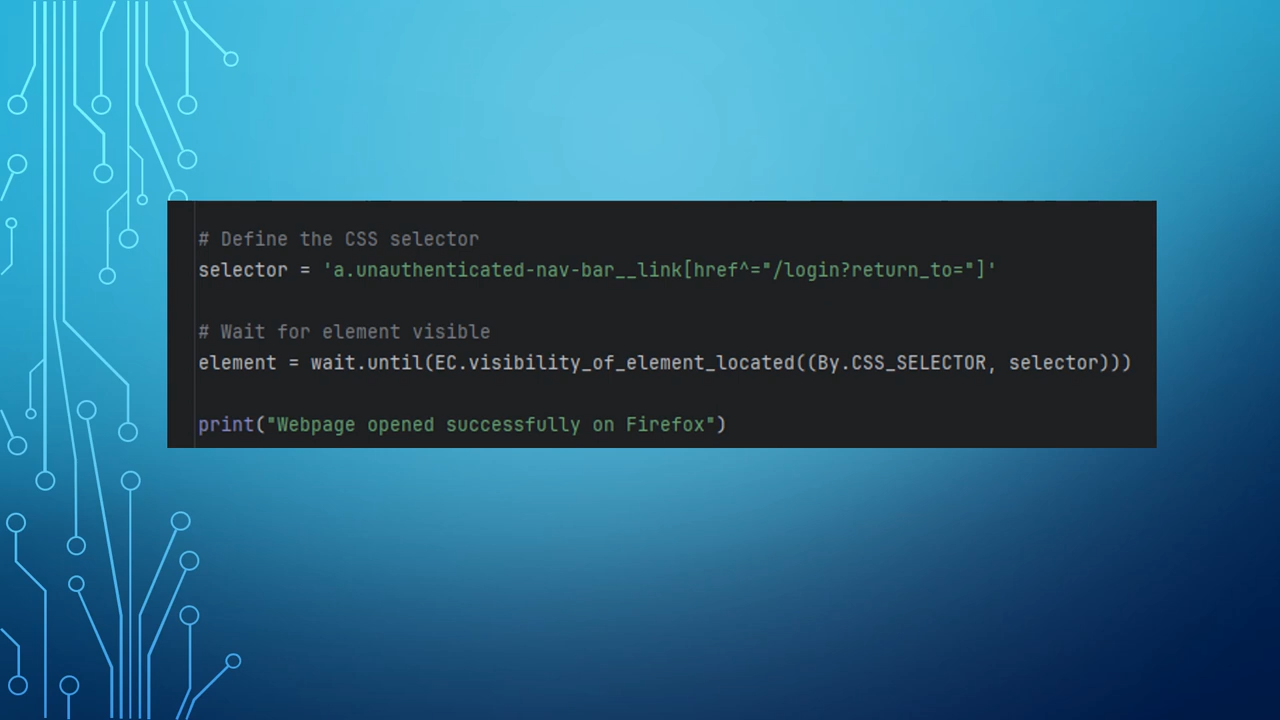 # Define the CSS selector
selector = 'a.unauthenticated-nav-bar__link[href^="/login?return_to="]'
# Wait for element visible
element = wait.until(EC.visibility_of_element_located((By.CSS_SELECTOR, selector)))
print("Webpage opened successfully on Firefox")